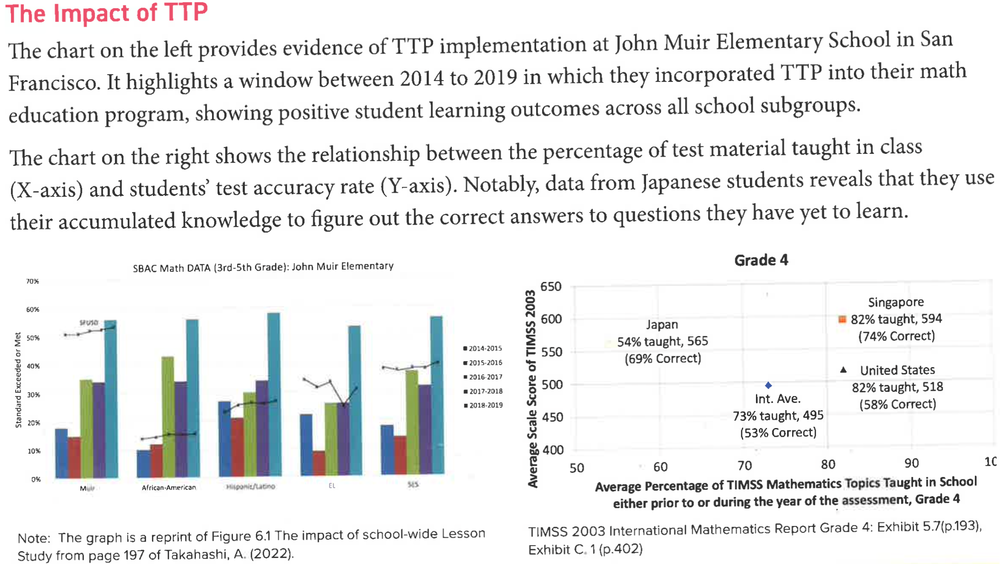 The Impact of TTP
The chart on the left provides evidence of TTP implementation at John Muir Elementary School in San
Francisco. It highlights a window between 2014 to 2019 in which they incorporated TTP into their math
education program, showing positive student learning outcomes across all school subgroups.
The chart on the right shows the relationship between the percentage of test material taught in class
(X-axis) and students' test accuracy rate (Y-axis). Notably, data from Japanese students reveals that they use
their accumulated knowledge to figure out the correct answers to questions they have yet to learn.
SBAC Math DATA (3rd-5th Grade): John Muir Elementary
Standard Exceeded or Met
70%
60%
50%
40%
30%
20%
10%
0%
SFUSD
Muir
African-American
Hispanic/Latino
EL
SES
2014-2015
2015-2016
2016-2017
2017-2018
2018-2019
Grade 4
Average Scale Score of TIMSS 2003
650
600
550
500
450
400
Japan
54% taught, 565
(69% Correct)
Singapore
82% taught, 594
(74% Correct)
United States
82% taught, 518
(58% Correct)
Int. Ave.
73% taught, 495
(53% Correct)
50
60
70
80
90
10
Average Percentage of TIMSS Mathematics Topics Taught in School
either prior to or during the year of the assessment, Grade 4
Note: The graph is a reprint of Figure 6.1 The impact of school-wide Lesson
Study from page 197 of Takahashi, A. (2022).
TIMSS 2003 International Mathematics Report Grade 4: Exhibit 5.7(p.193),
Exhibit C. 1 (p.402)